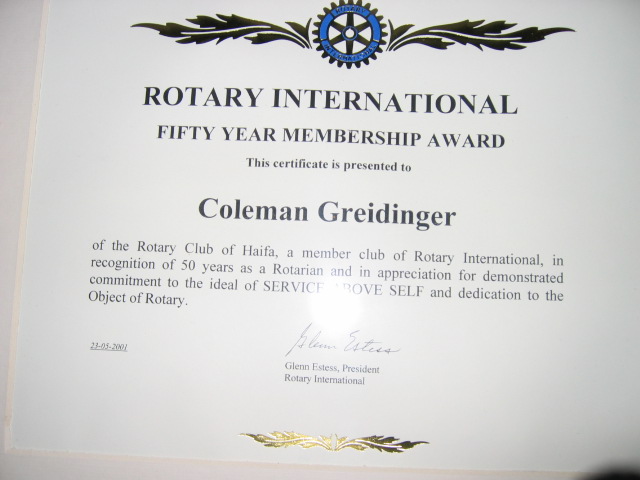 ROTARY INTERNATIONAL
ROTARY INTERNATIONAL
FIFTY YEAR MEMBERSHIP AWARD
This certificate is presented to
Coleman Greidinger
of the Rotary Club of Haifa, a member club of Rotary International, in
recognition of 50 years as a Rotarian and in appreciation for demonstrated
commitment to the ideal of SERVICE ABOVE SELF and dedication to the
Object of Rotary.
Glenn Estess
23-05-2001
Glenn Estess, President
Rotary International